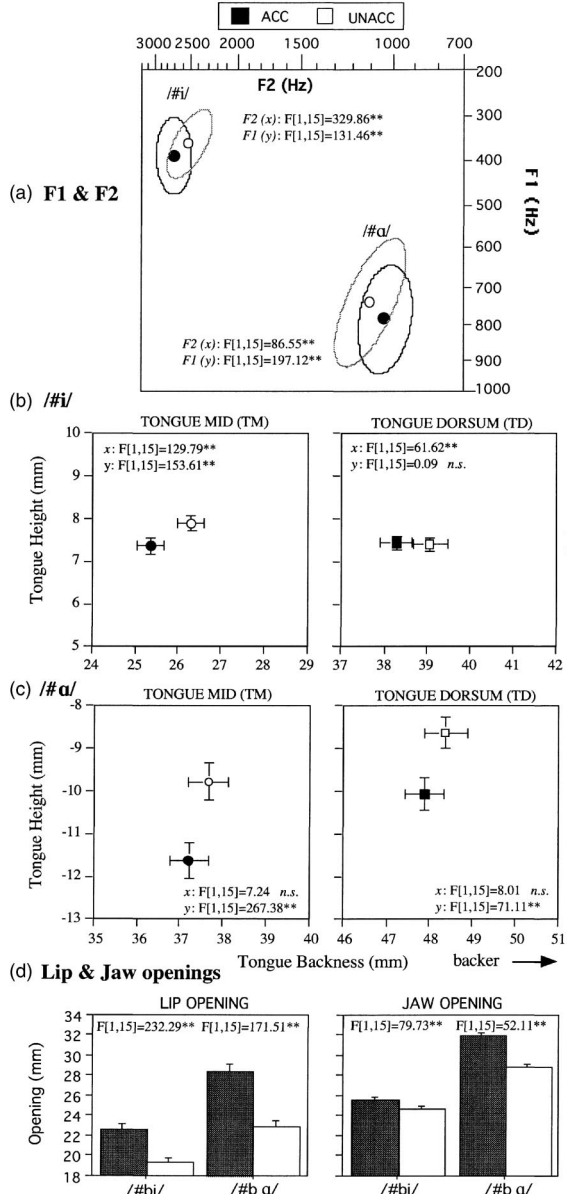 ACC UNACC
3000 2500 2000 1300 1000 700
F2 (Hz)
/#i/
F2 (x): F[1,15]=329.86**
F1 (y): F[1,15]=131.46**
(a) F1 & F2
/#ɑ/
F2 (x): F[1,15]=86.55**
F1 (y): F[1,15]=197.12**
200
300
400
500
600
700
800
900
1000
F1 (Hz)
(b) /#i/
TONGUE MID (TM) TONGUE DORSUM (TD)
x: F[1,15]=129.79**
y: F[1,15]=153.61**
x: F[1,15]=61.62**
y: F[1,15]=0.09 n.s.
Tongue Height (mm)
10
9
8
7
6
5
24 25 26 27 28 29
37 38 39 40 41 42
(c) /#ɑ/
TONGUE MID (TM) TONGUE DORSUM (TD)
Tongue Height (mm)
-8
-9
-10
-11
-12
-13
x: F[1,15]=7.24 n.s.
y: F[1,15]=267.38**
x: F[1,15]=8.01 n.s.
y: F[1,15]=71.11**
35 36 37 38 39 40
46 47 48 49 50 51
Tongue Backness (mm) backer
(d) Lip & Jaw openings
LIP OPENING JAW OPENING
F[1,15]=232.29** F[1,15]=171.51**
F[1,15]=79.73** F[1,15]=52.11**
Opening (mm)
34
32
30
28
26
24
22
20
18
/#bi/ /#bɑ/ /#bi/ /#bɑ/